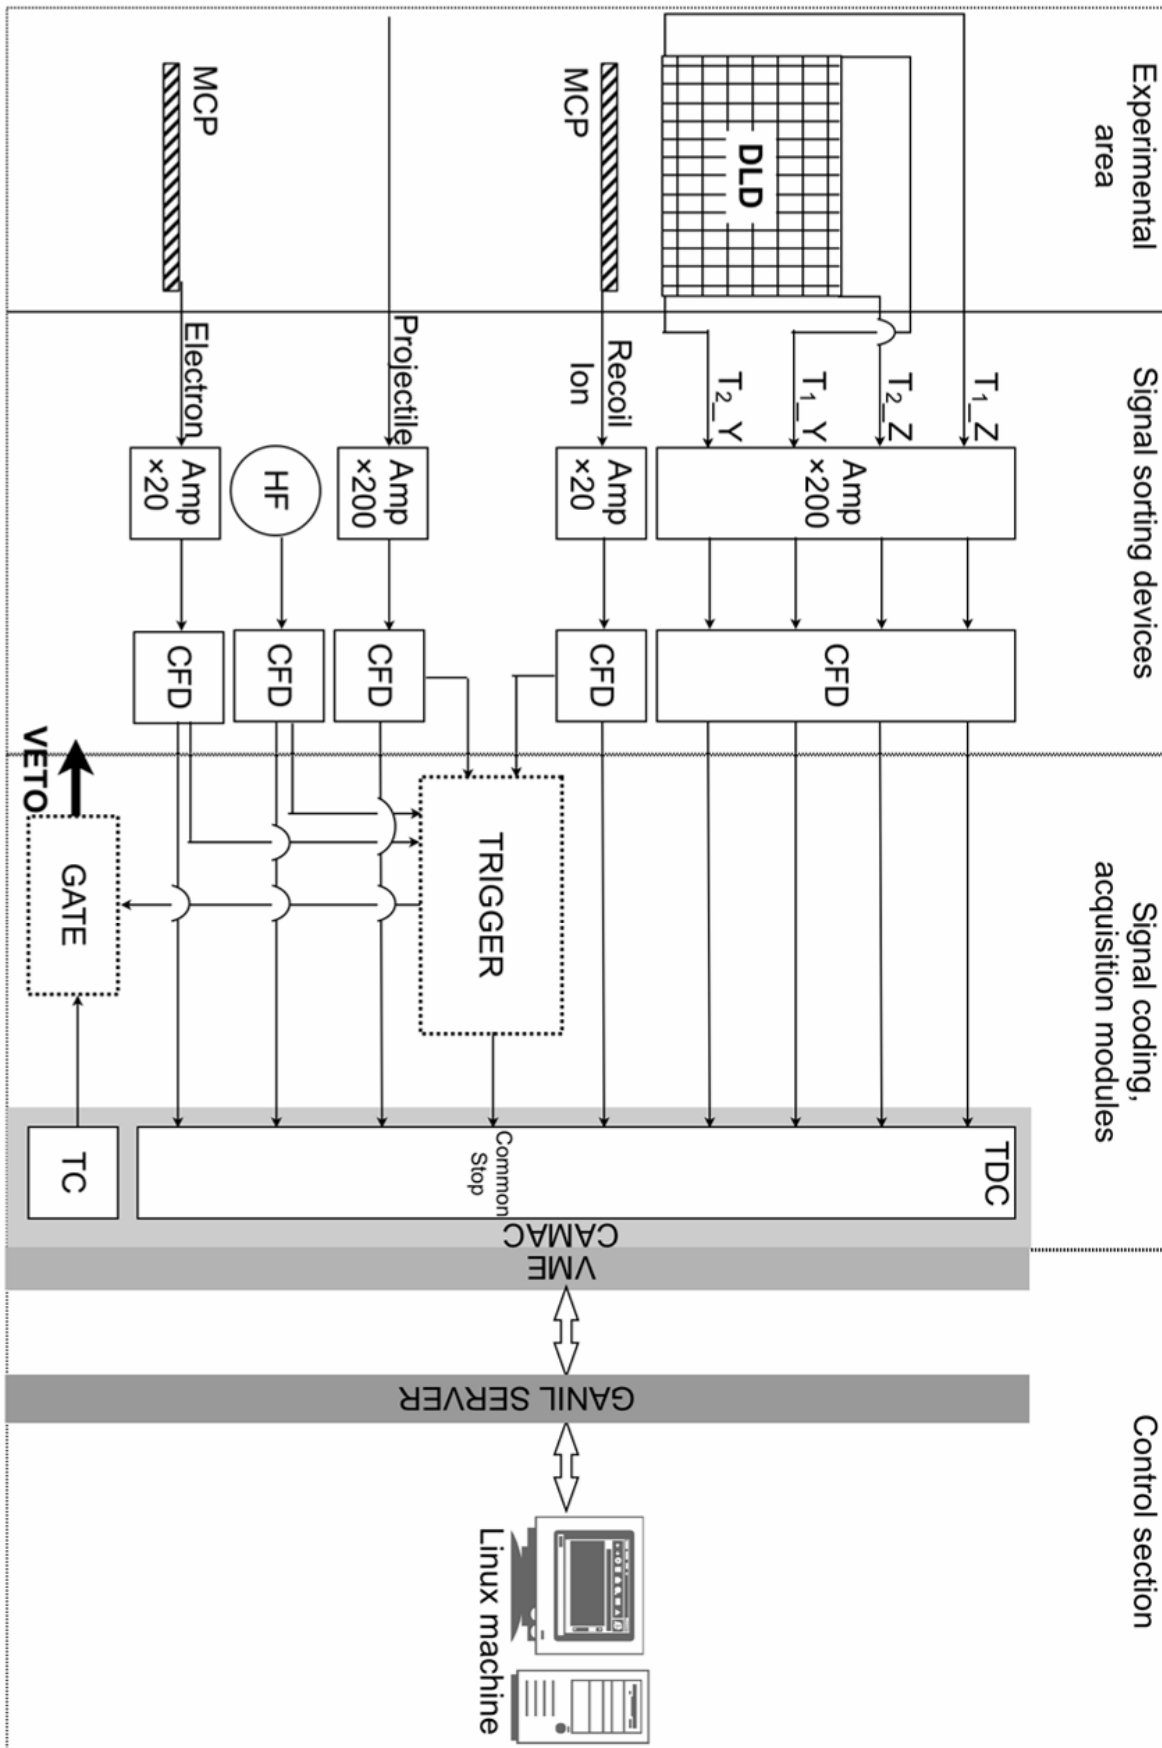 Experimental
area
Signal sorting devices
Signal coding,
acquisition modules
Control section
DLD
MCP
MCP
T1_Z
T2_Z
T1_Y
T2_Y
Recoil
Ion
Projectile
Electron
Amp
×200
Amp
×20
Amp
×200
HF
Amp
×20
CFD
CFD
CFD
CFD
CFD
TRIGGER
GATE
VETO
TDC
Common
Stop
TC
CAMAC
VME
GANIL SERVER
Linux machine